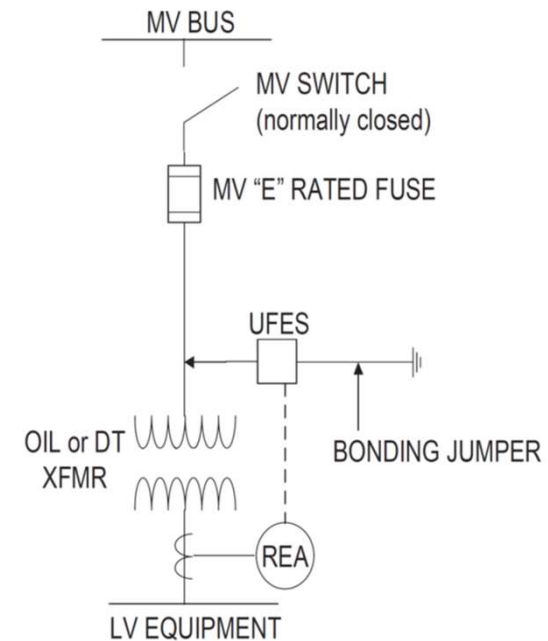 MV BUS
MV SWITCH
(normally closed)
MV “E” RATED FUSE
UFES
OIL or DT
XFMR
BONDING JUMPER
REA
LV EQUIPMENT